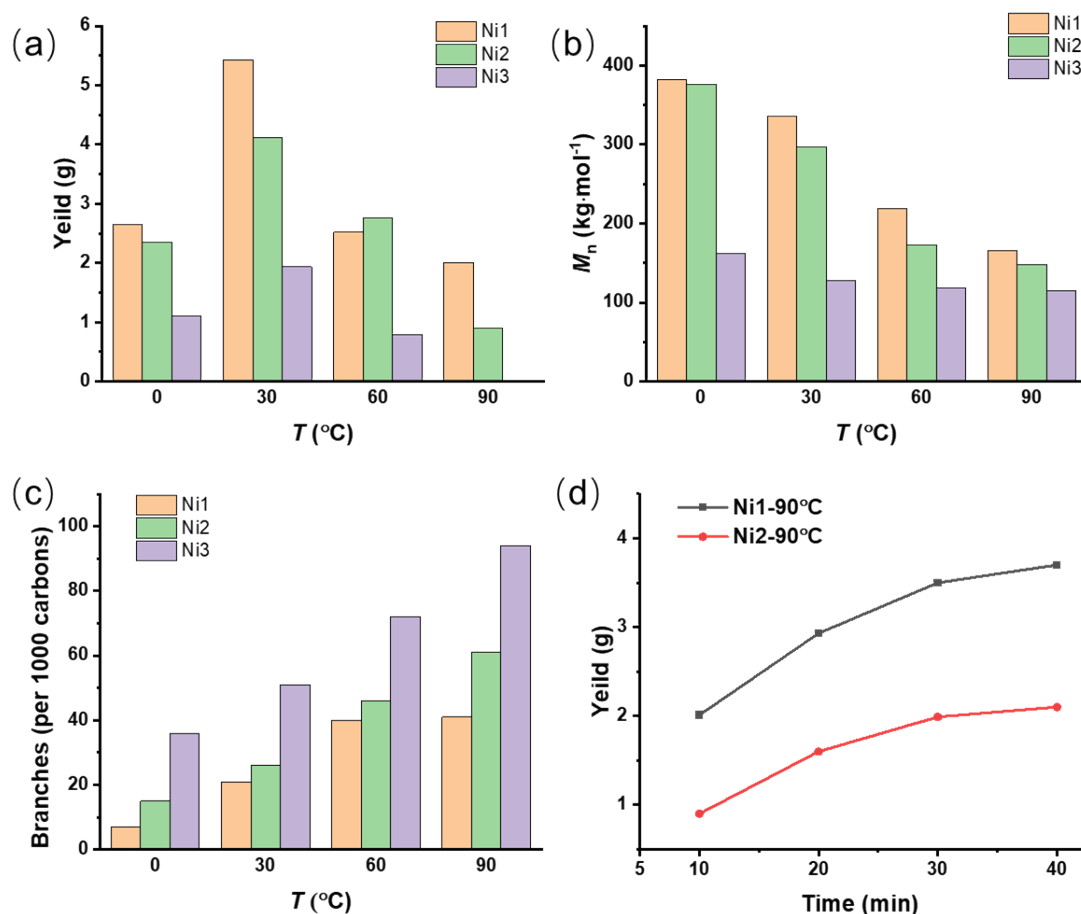 (a)
Ni1
Ni2
Ni3
Yeild (g)
6
5
4
3
2
1
0
0 30 60 90
T (°C)
(b)
Ni1
Ni2
Ni3
Mn (kg·mol-1)
400
300
200
100
0
0 30 60 90
T (°C)
(c)
Ni1
Ni2
Ni3
Branches (per 1000 carbons)
100
80
60
40
20
0
0 30 60 90
T (°C)
(d)
Ni1-90°C
Ni2-90°C
Yeild (g)
4
3
2
1
5 10 20 30 40
Time (min)